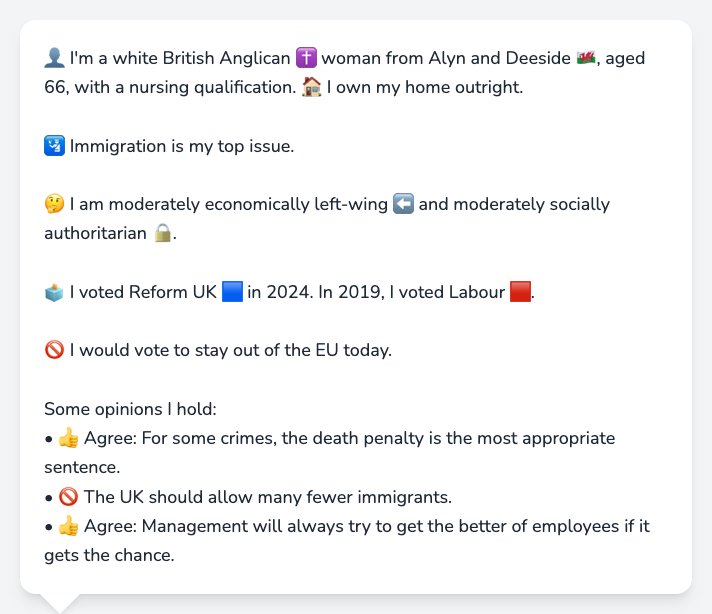 👤 I'm a white British Anglican ✝️ woman from Alyn and Deeside 🏴󠁧󠁢󠁷󠁬󠁳󠁿, aged
66, with a nursing qualification. 🏠 I own my home outright.
🛂 Immigration is my top issue.
🤔 I am moderately economically left-wing ⬅️ and moderately socially
authoritarian 🔒.
🗳️ I voted Reform UK 🟦 in 2024. In 2019, I voted Labour 🟥.
🚫 I would vote to stay out of the EU today.
Some opinions I hold:
• 👍 Agree: For some crimes, the death penalty is the most appropriate
sentence.
• 🚫 The UK should allow many fewer immigrants.
• 👍 Agree: Management will always try to get the better of employees if it
gets the chance.